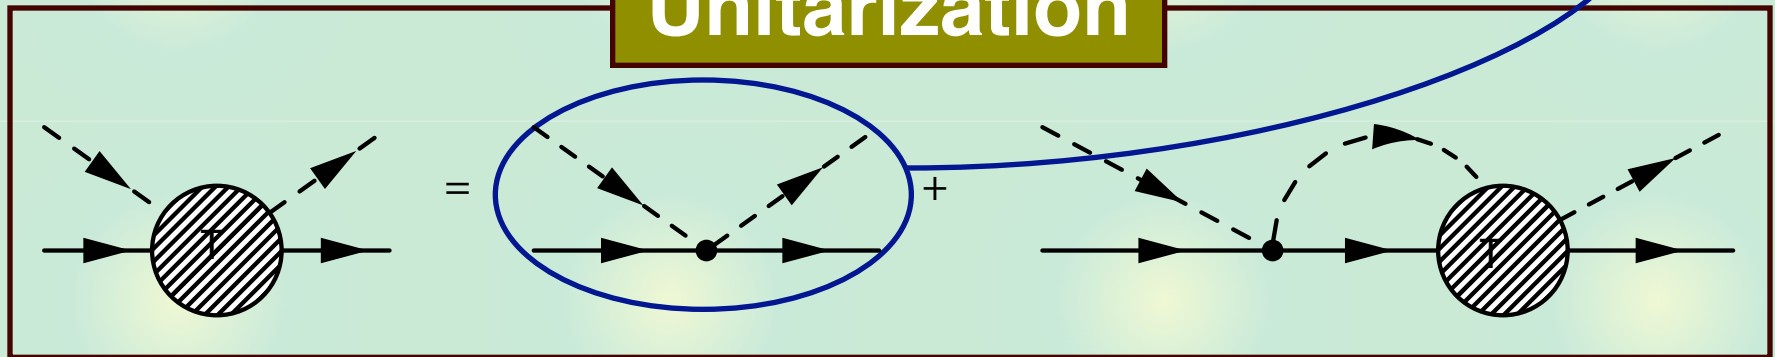 Unitarization
T = + T